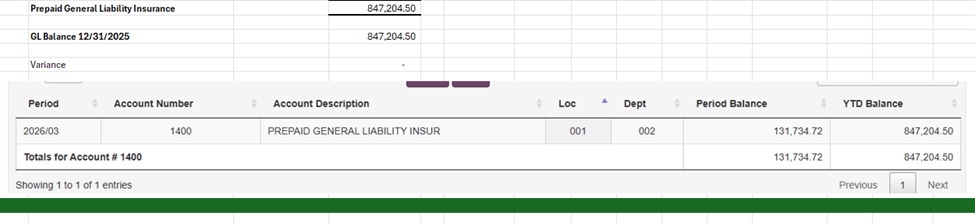 Prepaid General Liability Insurance 847,204.50
GL Balance 12/31/2025 847,204.50
Variance -
Period Account Number Account Description Loc Dept Period Balance YTD Balance
2026/03 1400 PREPAID GENERAL LIABILITY INSUR 001 002 131,734.72 847,204.50
Totals for Account # 1400 131,734.72 847,204.50
Showing 1 to 1 of 1 entries Previous 1 Next